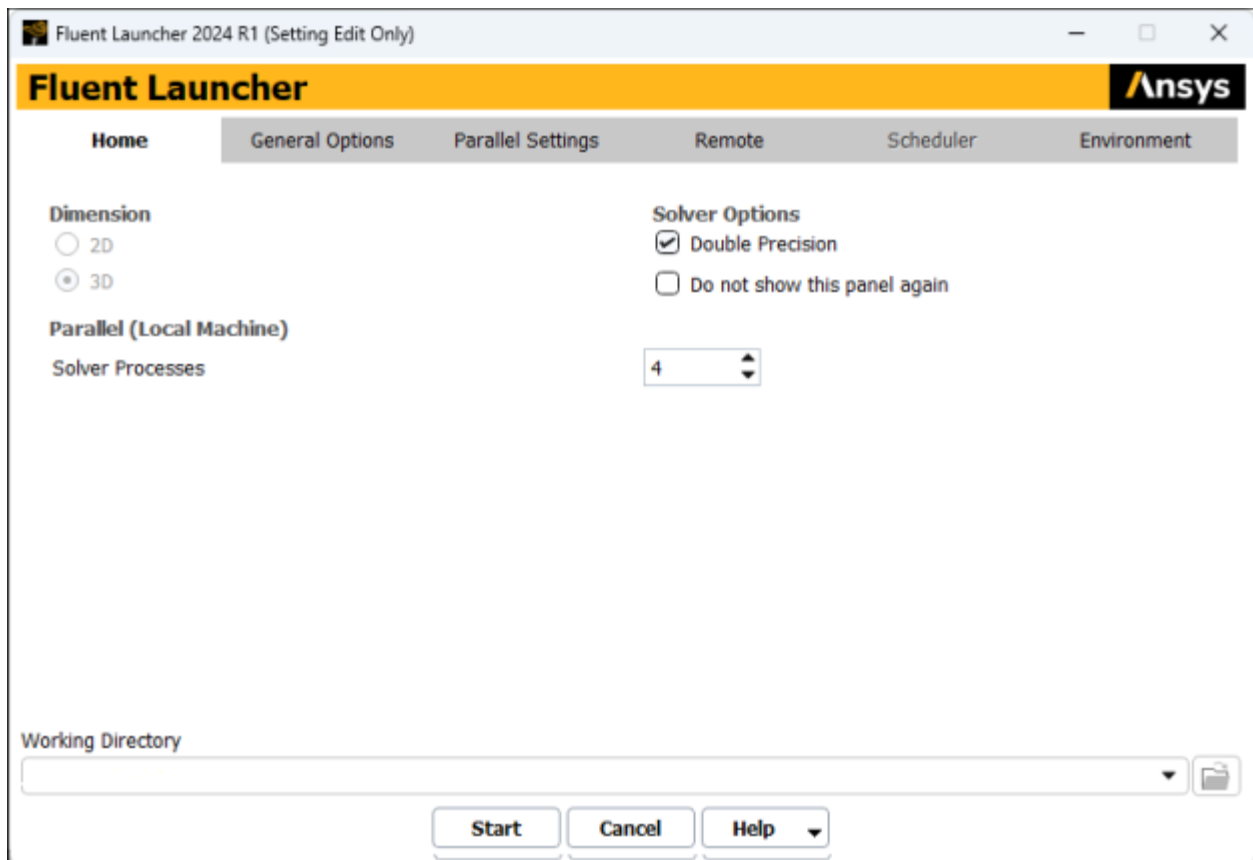 Fluent Launcher 2024 R1 (Setting Edit Only)
Fluent Launcher
Ansys
Home General Options Parallel Settings Remote Scheduler Environment
Dimension
2D
3D
Solver Options
Double Precision
Do not show this panel again
Parallel (Local Machine)
Solver Processes 4
Working Directory
Start Cancel Help